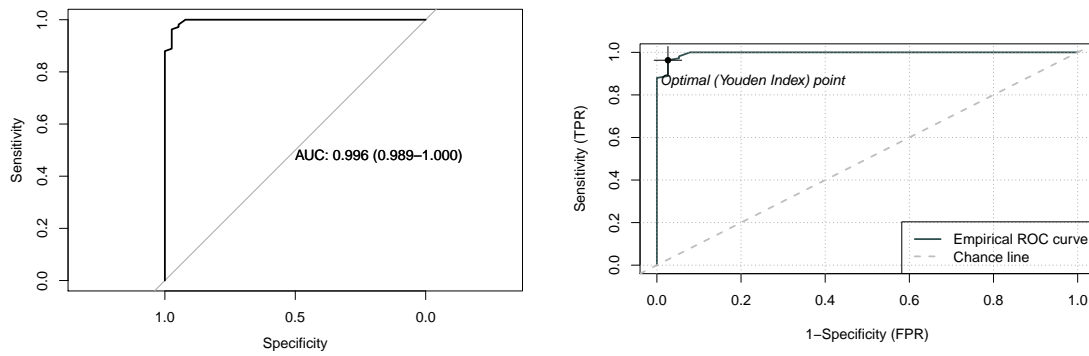 1.0
0.8
0.6
0.4
0.2
0.0
Sensitivity
AUC: 0.996 (0.989–1.000)
1.0 0.5 0.0
Specificity
1.0
0.8
0.6
0.4
0.2
0.0
Sensitivity (TPR)
Optimal (Youden Index) point
Empirical ROC curve
Chance line
0.0 0.2 0.4 0.6 0.8 1.0
1–Specificity (FPR)